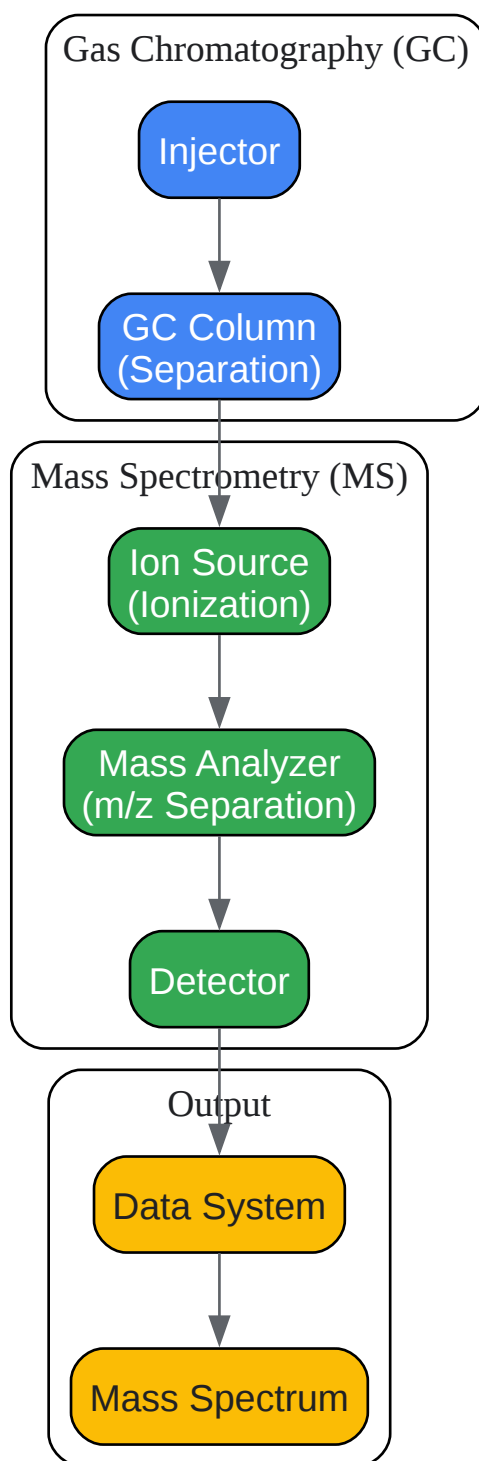 Gas Chromatography (GC)
Injector
GC Column
(Separation)
Mass Spectrometry (MS)
Ion Source
(Ionization)
Mass Analyzer
(m/z Separation)
Detector
Output
Data System
Mass Spectrum